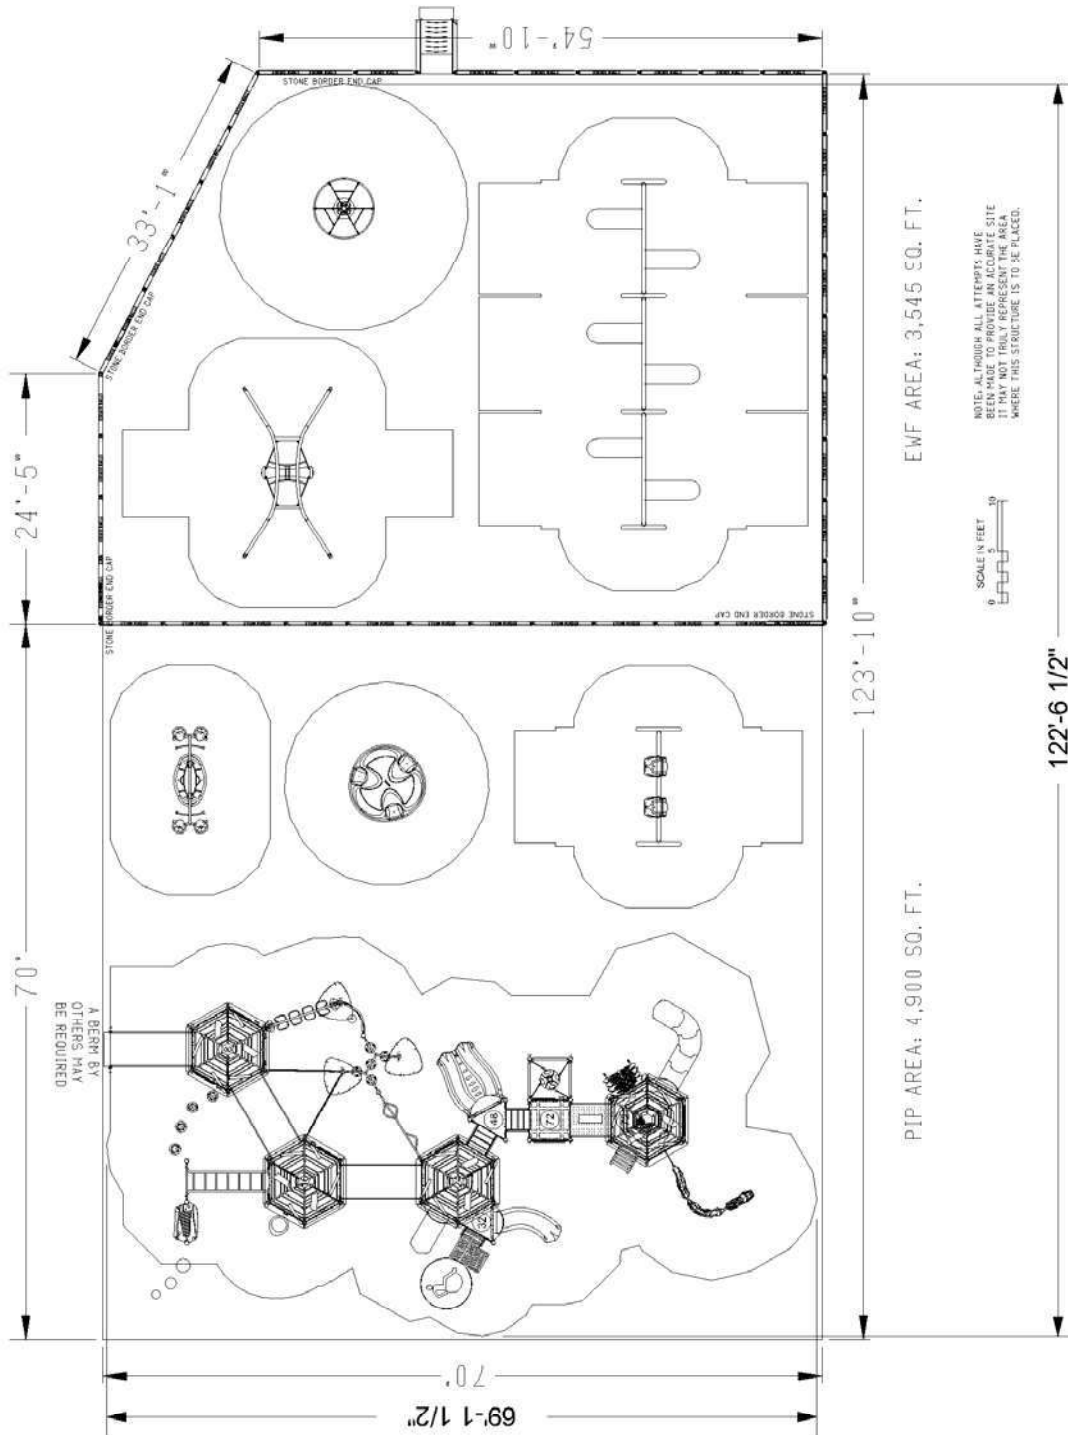 54'-10"
STONE BORDER END CAP
33'-1"
STONE BORDER END CAP
24'-5"
STONE BORDER END CAP
STONE BORDER END CAP
EWF AREA: 3,545 SQ. FT.
NOTE: ALTHOUGH ALL ATTEMPTS HAVE
BEEN MADE TO PROVIDE AN ACCURATE SITE
IT MAY NOT TRULY REPRESENT THE AREA
WHERE THIS STRUCTURE IS TO BE PLACED.
SCALE IN FEET
0 5 10
123'-10"
122'-6 1/2"
70'
A BERM BY
OTHERS MAY
BE REQUIRED
PIP AREA: 4,900 SQ. FT.
48
72
32
70'
69'-1 1/2"